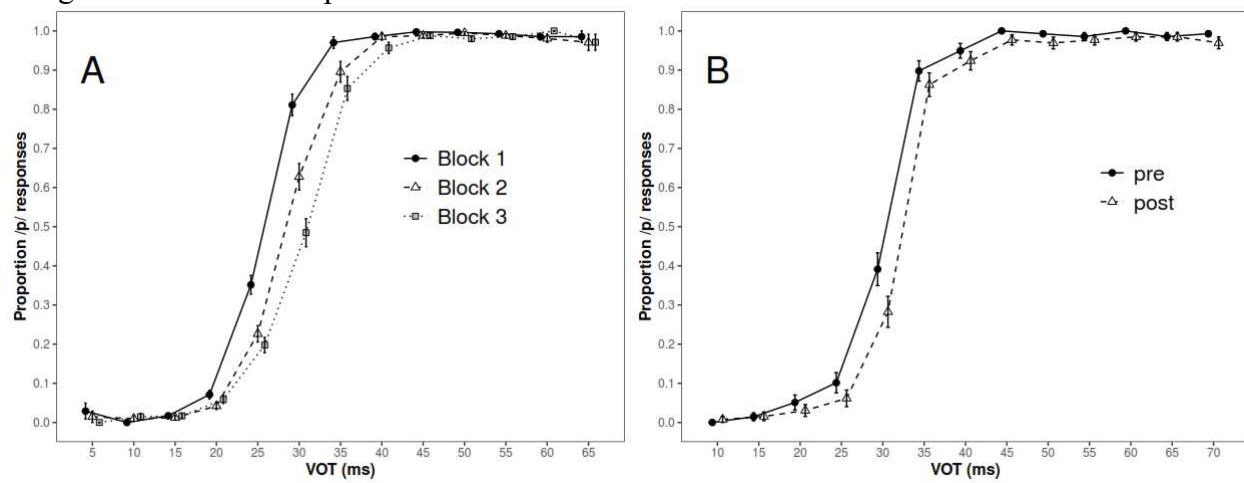 A
Block 1
Block 2
Block 3
Proportion /p/ responses
1.0
0.9
0.8
0.7
0.6
0.5
0.4
0.3
0.2
0.1
0.0
5 10 15 20 25 30 35 40 45 50 55 60 65
VOT (ms)
B
pre
post
Proportion /p/ responses
1.0
0.9
0.8
0.7
0.6
0.5
0.4
0.3
0.2
0.1
0.0
10 15 20 25 30 35 40 45 50 55 60 65 70
VOT (ms)